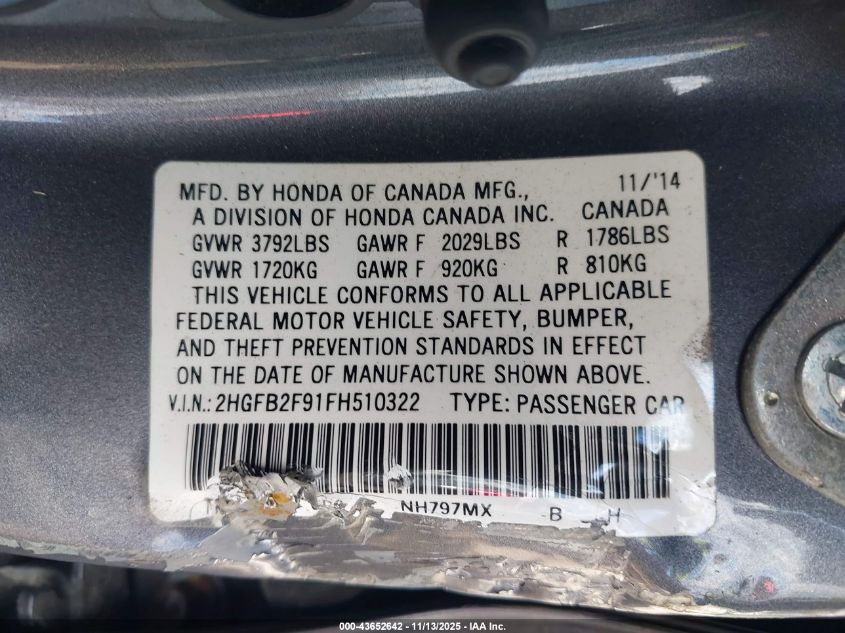 MFD. BY HONDA OF CANADA MFG., 11/'14
A DIVISION OF HONDA CANADA INC. CANADA
GVWR 3792LBS GAWR F 2029LBS R 1786LBS
GVWR 1720KG GAWR F 920KG R 810KG
THIS VEHICLE CONFORMS TO ALL APPLICABLE
FEDERAL MOTOR VEHICLE SAFETY, BUMPER,
AND THEFT PREVENTION STANDARDS IN EFFECT
ON THE DATE OF MANUFACTURE SHOWN ABOVE.
V.I.N.: 2HGFB2F91FH510322 TYPE: PASSENGER CAR
NH797MX B H
000-43652642 - 11/13/2025 - IAA Inc.